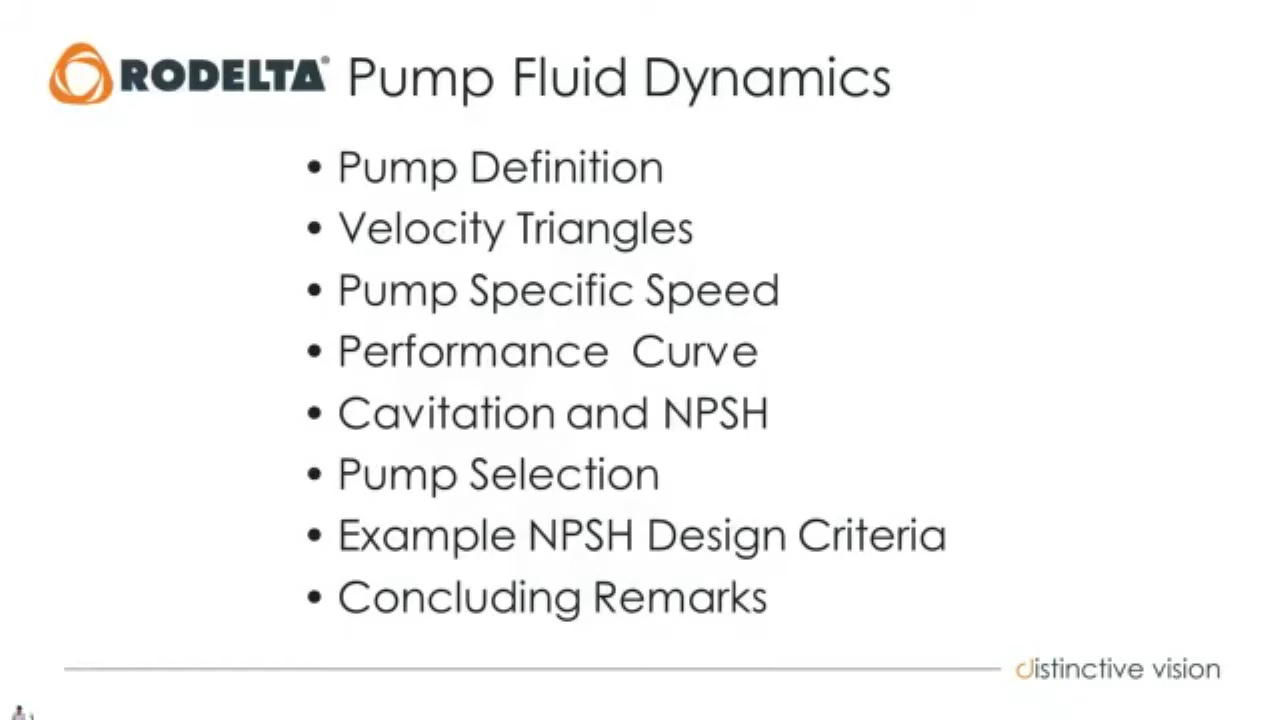 RODELTA® Pump Fluid Dynamics
• Pump Definition
• Velocity Triangles
• Pump Specific Speed
• Performance Curve
• Cavitation and NPSH
• Pump Selection
• Example NPSH Design Criteria
• Concluding Remarks
distinctive vision